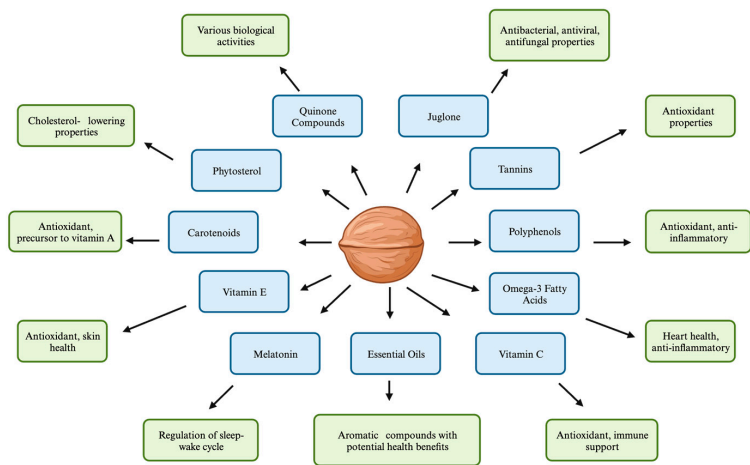 Various biological
activities
Antibacterial, antiviral,
antifungal properties
Quinone
Compounds
Juglone
Cholesterol- lowering
properties
Antioxidant
properties
Phytosterol
Tannins
Antioxidant,
precursor to vitamin A
Carotenoids
Polyphenols
Antioxidant, anti-
inflammatory
Vitamin E
Omega-3 Fatty
Acids
Antioxidant, skin
health
Melatonin
Essential Oils
Vitamin C
Heart health,
anti-inflammatory
Regulation of sleep-
wake cycle
Aromatic compounds with
potential health benefits
Antioxidant, immune
support